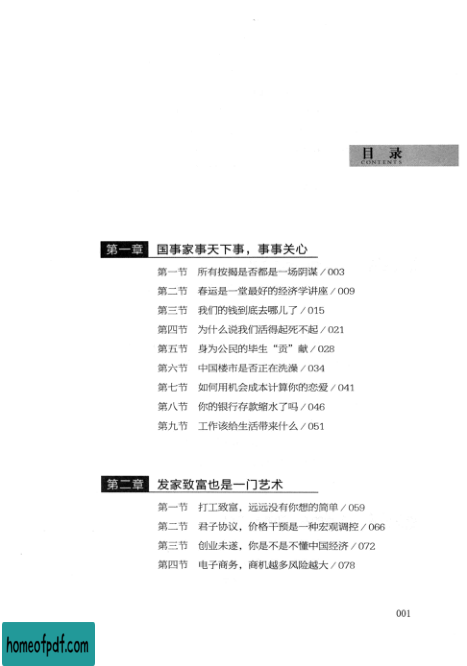 目 录
CONTENTS
第一章 国事家事天下事，事事关心
第一节 所有按揭是否都是一场阴谋/003
第二节 春运是一堂最好的经济学讲座/009
第三节 我们的钱到底去哪儿了/015
第四节 为什么说我们活得起死不起/021
第五节 身为公民的毕生“贡”献/028
第六节 中国楼市是否正在洗澡/034
第七节 如何用机会成本计算你的恋爱/041
第八节 你的银行存款缩水了吗/046
第九节 工作该给生活带来什么/051
第二章 发家致富也是一门艺术
第一节 打工致富，远远没有你想的简单/059
第二节 君子协议，价格干预是一种宏观调控/066
第三节 创业未遂，你是不是不懂中国经济/072
第四节 电子商务，商机越多风险越大/078
001
homeofpdf.com